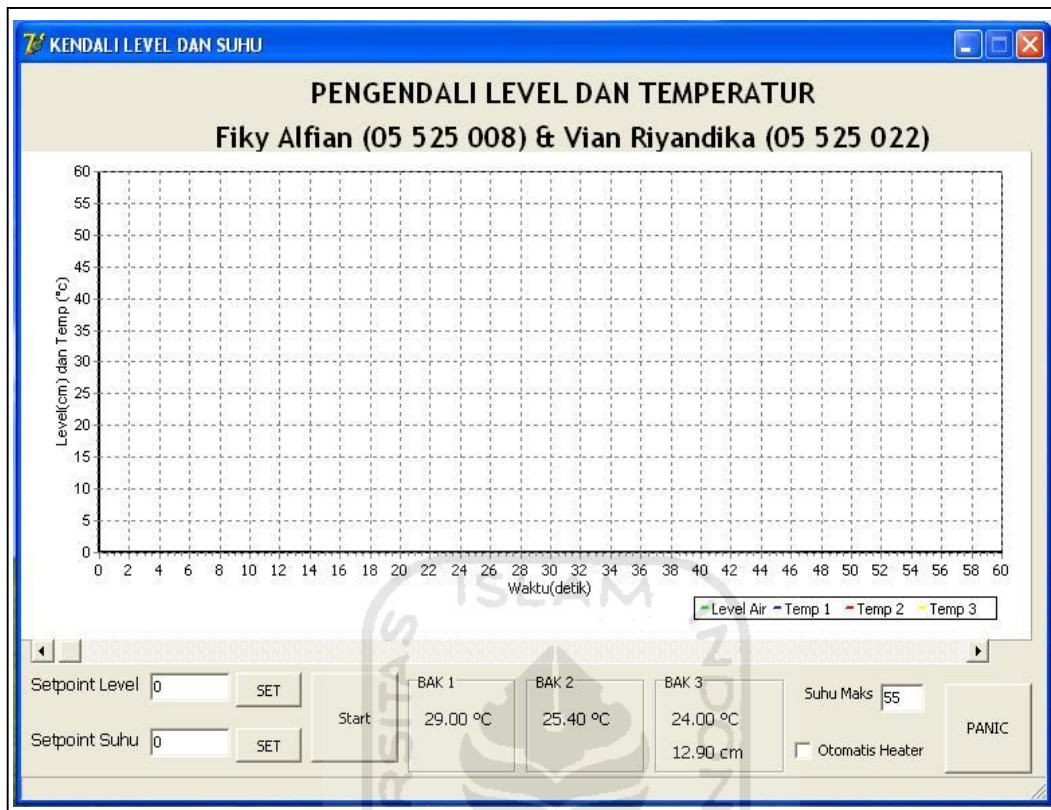 KENDALI LEVEL DAN SUHU
PENGENDALI LEVEL DAN TEMPERATUR
Fiky Alfian (05 525 008) & Vian Riyandika (05 525 022)
60
55
50
45
40
35
30
25
20
15
10
5
0
Level(cm) dan Temp (°c)
0 2 4 6 8 10 12 14 16 18 20 22 24 26 28 30 32 34 36 38 40 42 44 46 48 50 52 54 56 58 60
Waktu(detik)
Level Air Temp 1 Temp 2 Temp 3
ISLAM
Setpoint Level 0 SET
Setpoint Suhu 0 SET
Start
BAK 1
29.00 ºC
BAK 2
25.40 ºC
BAK 3
24.00 ºC
12.90 cm
Suhu Maks 55
Otomatis Heater
PANIC